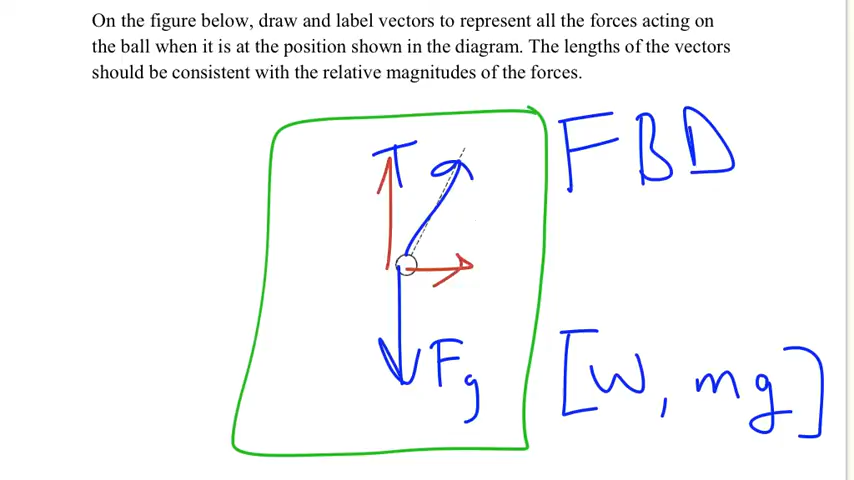 On the figure below, draw and label vectors to represent all the forces acting on
the ball when it is at the position shown in the diagram. The lengths of the vectors
should be consistent with the relative magnitudes of the forces.
FBD
T
Fg [W, mg]